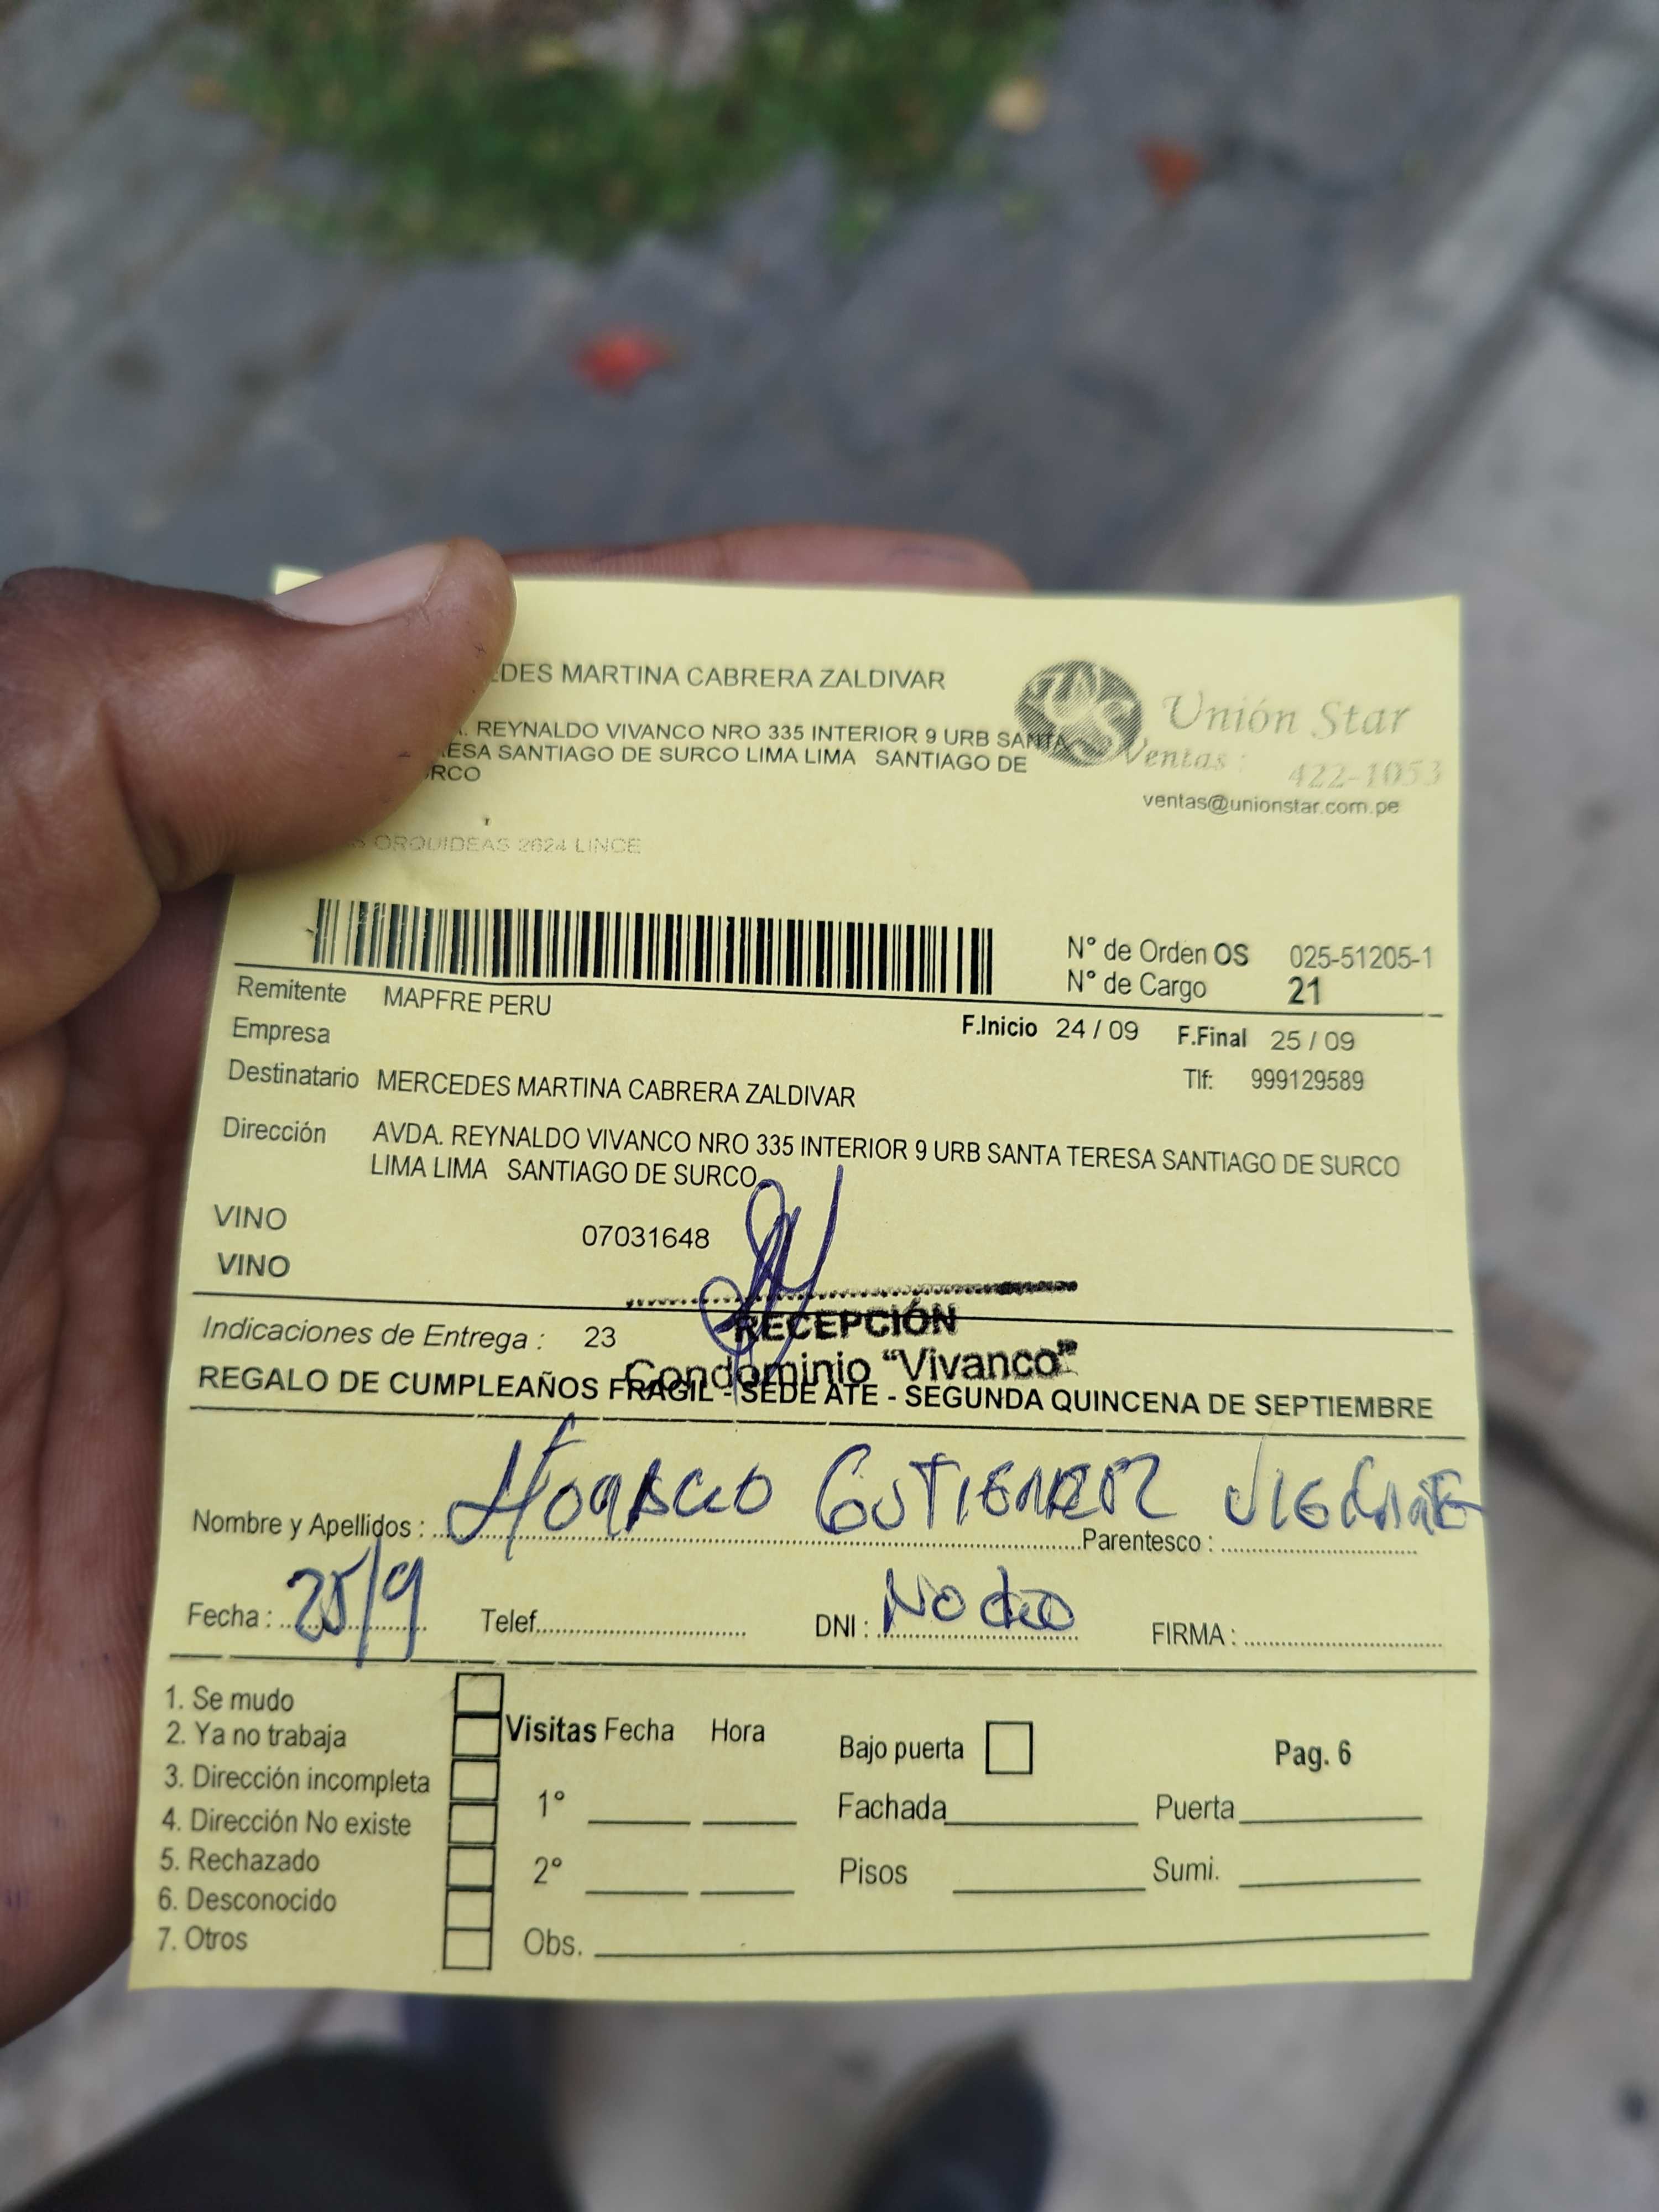 EDES MARTINA CABRERA ZALDIVAR
A. REYNALDO VIVANCO NRO 335 INTERIOR 9 URB SANTA
ESA SANTIAGO DE SURCO LIMA LIMA SANTIAGO DE
RCO
Unión Star
Ventas : 422-1053
ventas@unionstar.com.pe
ORQUIDEAS 2624 LINCE
N° de Orden OS 025-51205-1
N° de Cargo 21
Remitente MAPFRE PERU
Empresa
F.Inicio 24 / 09 F.Final 25 / 09
Destinatario MERCEDES MARTINA CABRERA ZALDIVAR
Tlf: 999129589
Dirección AVDA. REYNALDO VIVANCO NRO 335 INTERIOR 9 URB SANTA TERESA SANTIAGO DE SURCO
LIMA LIMA SANTIAGO DE SURCO
VINO 07031648
VINO
RECEPCIÓN
Condominio "Vivanco"
Indicaciones de Entrega : 23
REGALO DE CUMPLEAÑOS FRAGIL - SEDE ATE - SEGUNDA QUINCENA DE SEPTIEMBRE
Nombre y Apellidos : GUTIERREZ
Parentesco :
Fecha : 25/9 Telef. DNI : No dio FIRMA :
1. Se mudo
2. Ya no trabaja
3. Dirección incompleta
4. Dirección No existe
5. Rechazado
6. Desconocido
7. Otros
Visitas Fecha Hora
1°
2°
Obs.
Bajo puerta
Pag. 6
Fachada Puerta
Pisos Sumi.